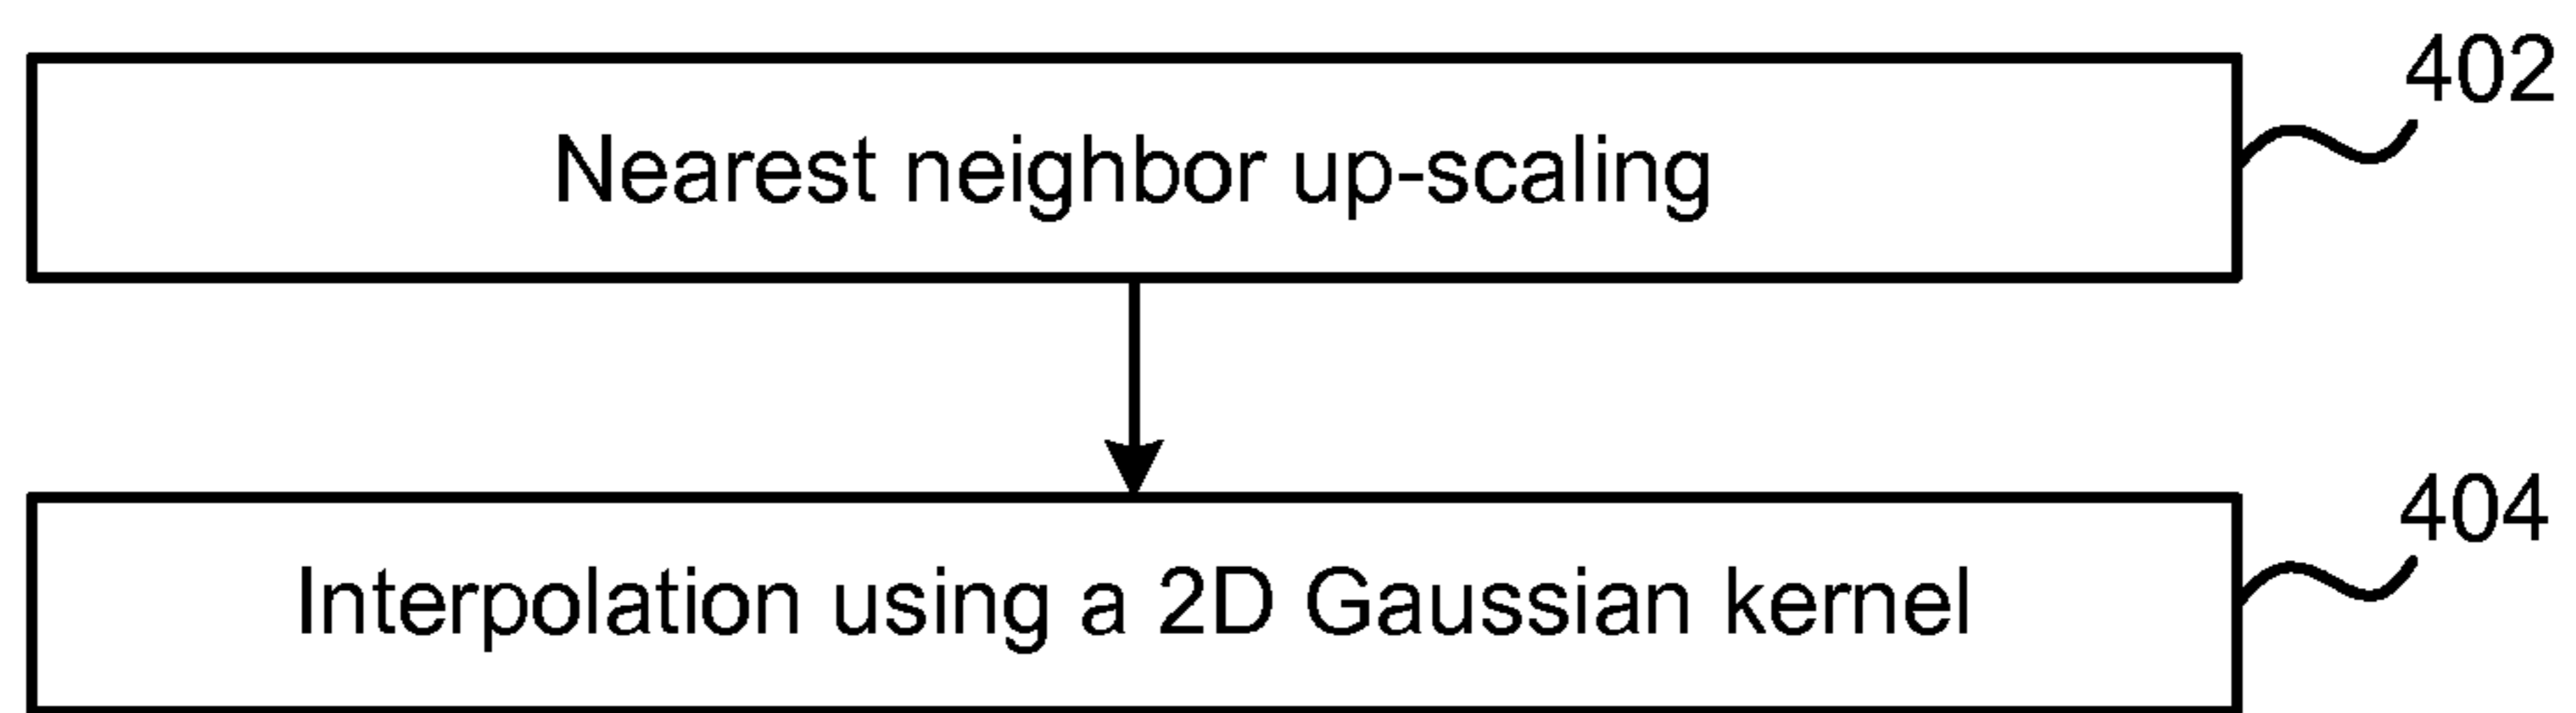 402
Nearest neighbor up-scaling
404
Interpolation using a 2D Gaussian kernel